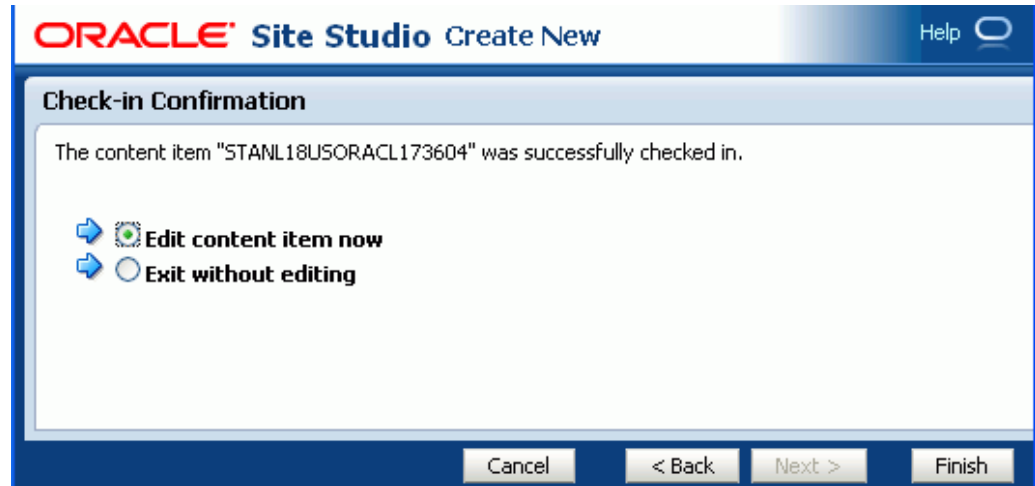 ORACLE Site Studio Create New Help
Check-in Confirmation
The content item "STANL18USORACL173604" was successfully checked in.
Edit content item now
Exit without editing
Cancel < Back Next > Finish